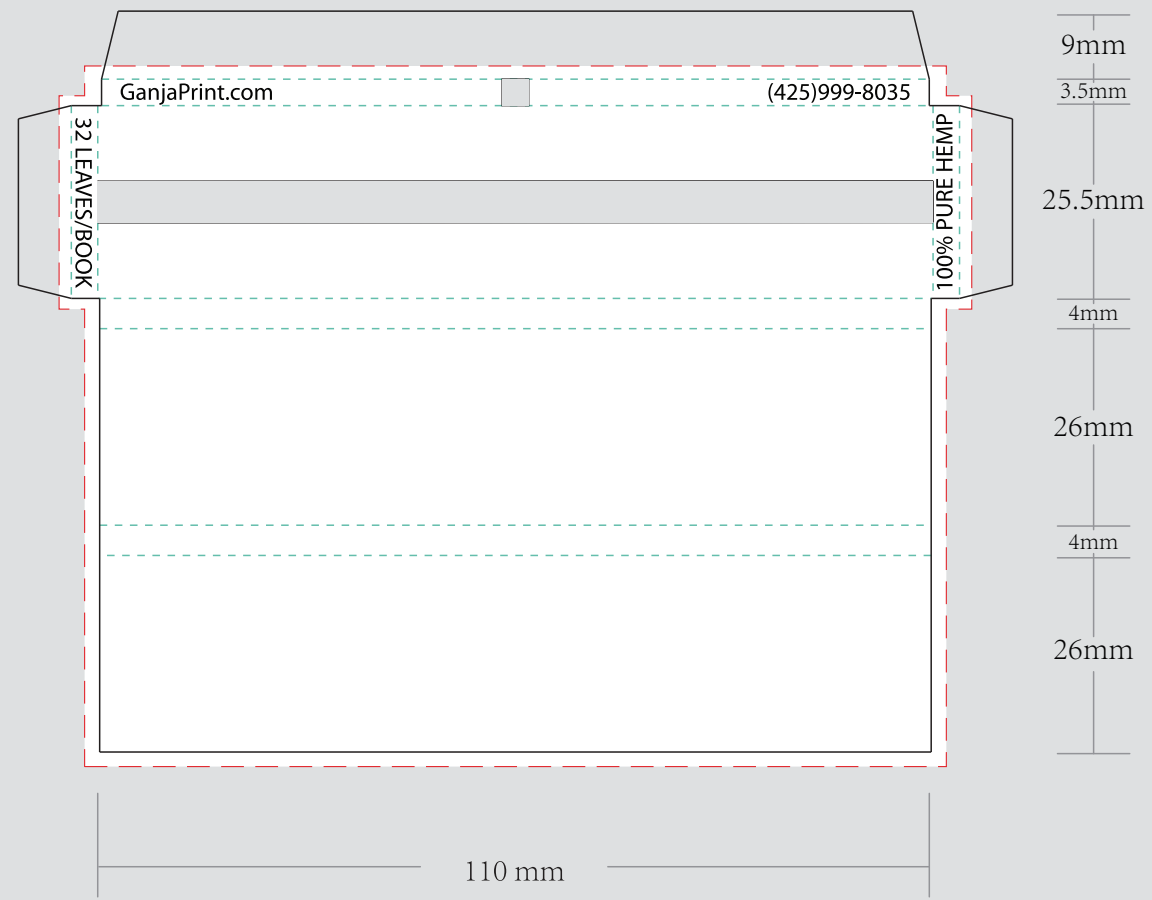 9mm
GanjaPrint.com
(425)999-8035
3.5mm
32 LEAVES/BOOK
100% PURE HEMP
25.5mm
4mm
26mm
4mm
26mm
110 mm